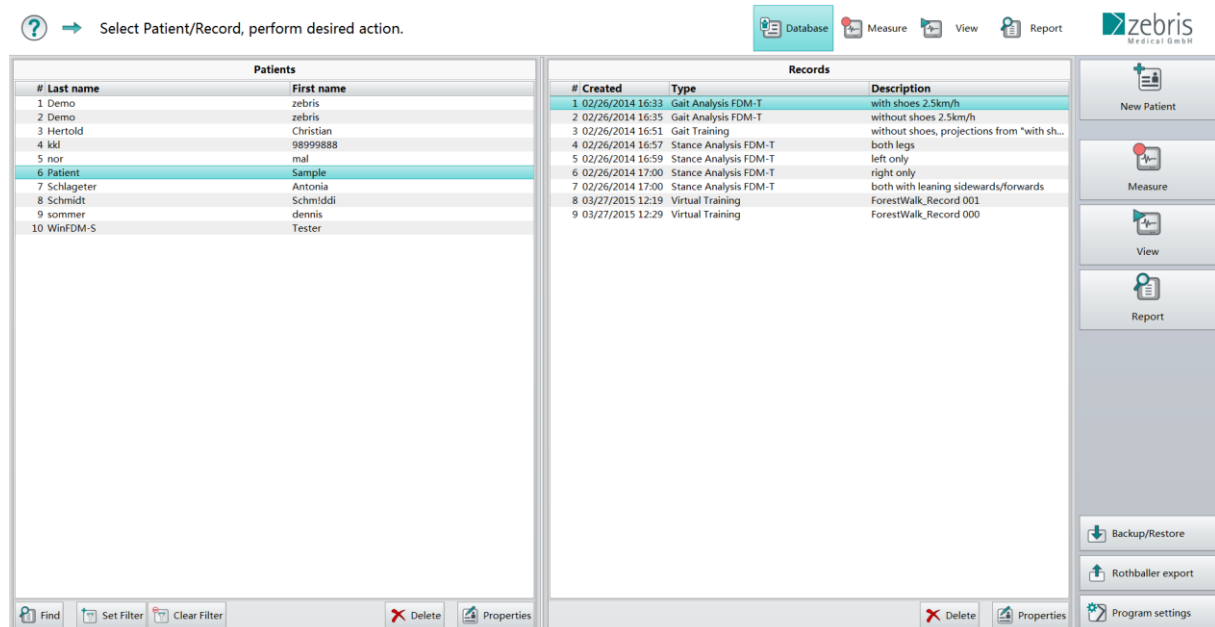 ? Select Patient/Record, perform desired action.
Database Measure View Report
zebris
Medical GmbH
Patients
# Last name First name
1 Demo zebris
2 Demo zebris
3 Hertold Christian
4 kkl 98999888
5 nor mal
6 Patient Sample
7 Schlageter Antonia
8 Schmidt Schm!ddi
9 sommer dennis
10 WinFDM-S Tester
Find Set Filter Clear Filter Delete Properties
Records
# Created Type Description
1 02/26/2014 16:33 Gait Analysis FDM-T with shoes 2.5km/h
2 02/26/2014 16:35 Gait Analysis FDM-T without shoes 2.5km/h
3 02/26/2014 16:51 Gait Training without shoes, projections from "with sh...
4 02/26/2014 16:57 Stance Analysis FDM-T both legs
5 02/26/2014 16:59 Stance Analysis FDM-T left only
6 02/26/2014 17:00 Stance Analysis FDM-T right only
7 02/26/2014 17:00 Stance Analysis FDM-T both with leaning sidewards/forwards
8 03/27/2015 12:19 Virtual Training ForestWalk_Record 001
9 03/27/2015 12:29 Virtual Training ForestWalk_Record 000
Delete Properties
New Patient
Measure
View
Report
Backup/Restore
Rothballer export
Program settings